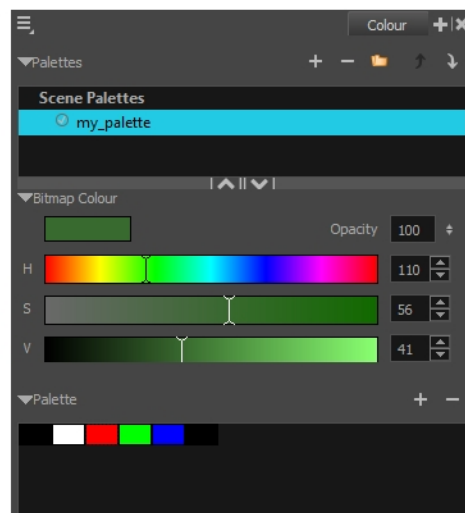 Colour
Palettes
Scene Palettes
my_palette
Bitmap Colour
Opacity 100
H 110
S 56
V 41
Palette